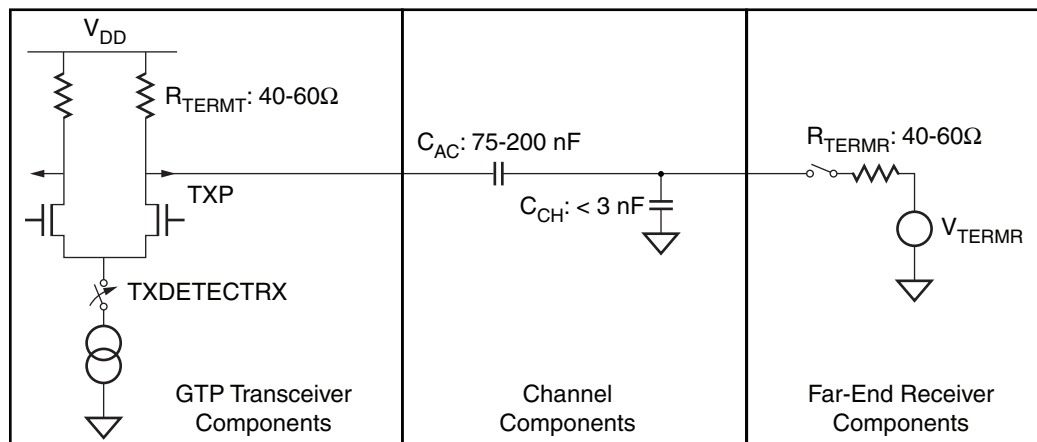 V_DD
R_TERMT: 40-60Ω
TXP
TXDETECTRX
GTP Transceiver
Components
C_AC: 75-200 nF
C_CH: < 3 nF
Channel
Components
R_TERMR: 40-60Ω
V_TERMR
Far-End Receiver
Components